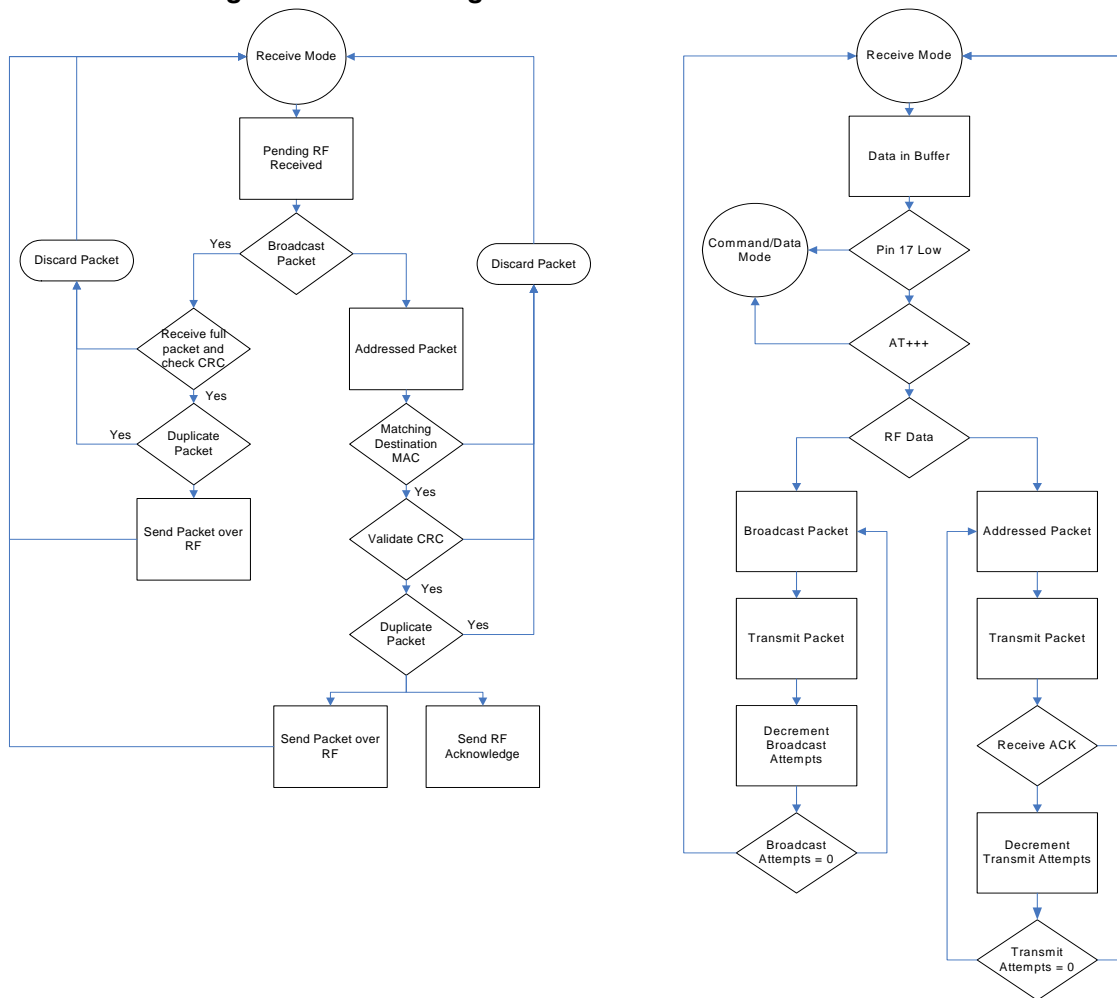 Receive Mode
Pending RF
Received
Yes
Broadcast
Packet
Discard Packet
Discard Packet
Receive full
packet and
check CRC
Addressed Packet
Yes
Yes
Duplicate
Packet
Matching
Destination
MAC
Yes
Send Packet over
RF
Validate CRC
Yes
Duplicate
Packet
Yes
Send Packet over
RF
Send RF
Acknowledge
Receive Mode
Data in Buffer
Command/Data
Mode
Pin 17 Low
AT+++
RF Data
Broadcast Packet
Addressed Packet
Transmit Packet
Transmit Packet
Decrement
Broadcast
Attempts
Receive ACK
Broadcast
Attempts = 0
Decrement
Transmit Attempts
Transmit
Attempts = 0